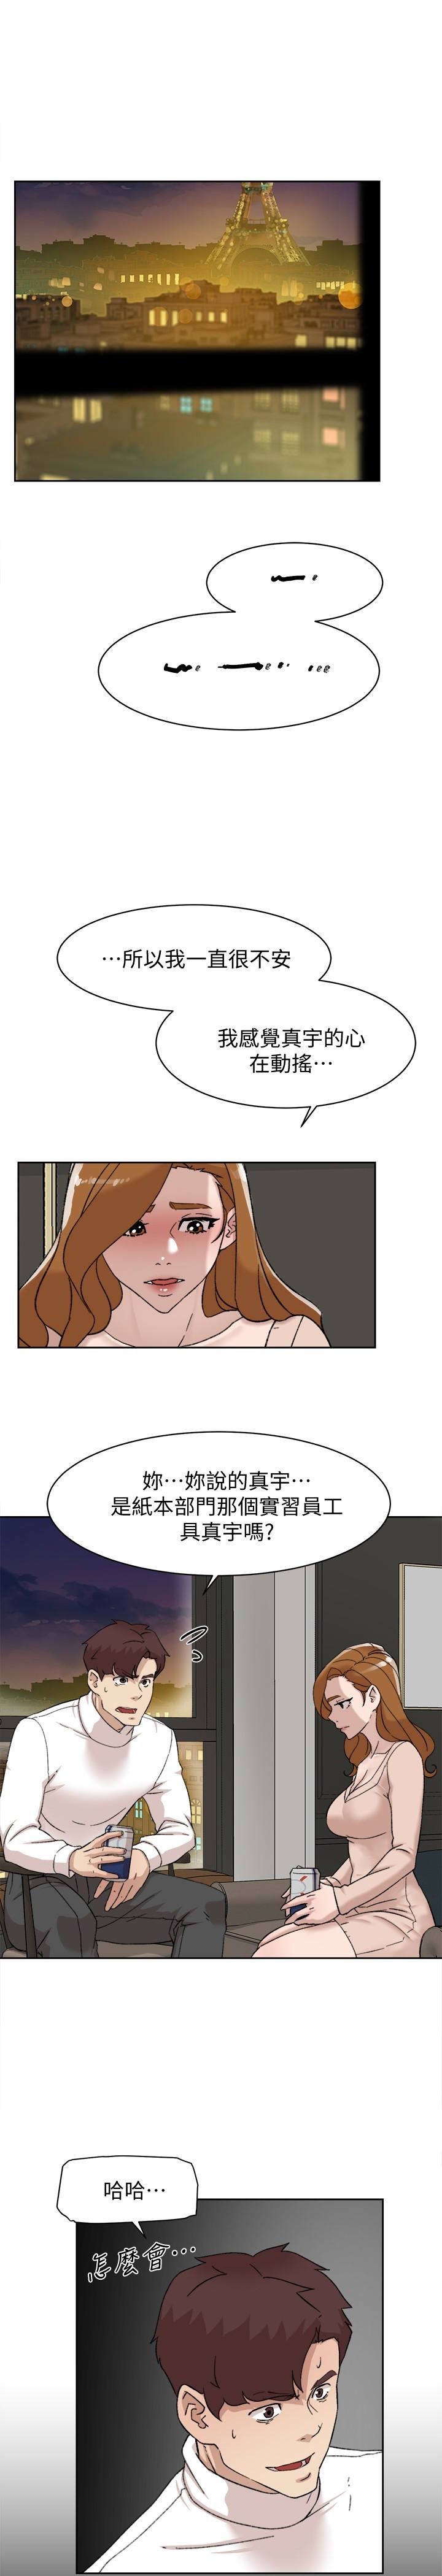 …所以我一直很不安
我感覺真宇的心
在動搖…
妳…妳說的真宇…
是紙本部門那個實習員工
具真宇嗎?
哈哈…
怎麼會…